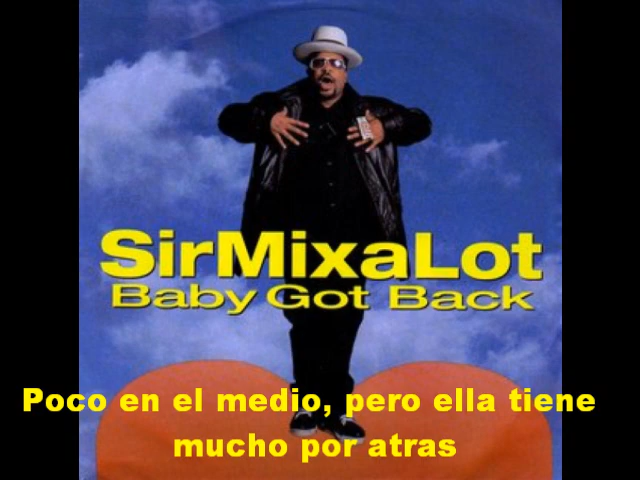 SirMixaLot
Baby Got Back
Poco en el medio, pero ella tiene
mucho por atras